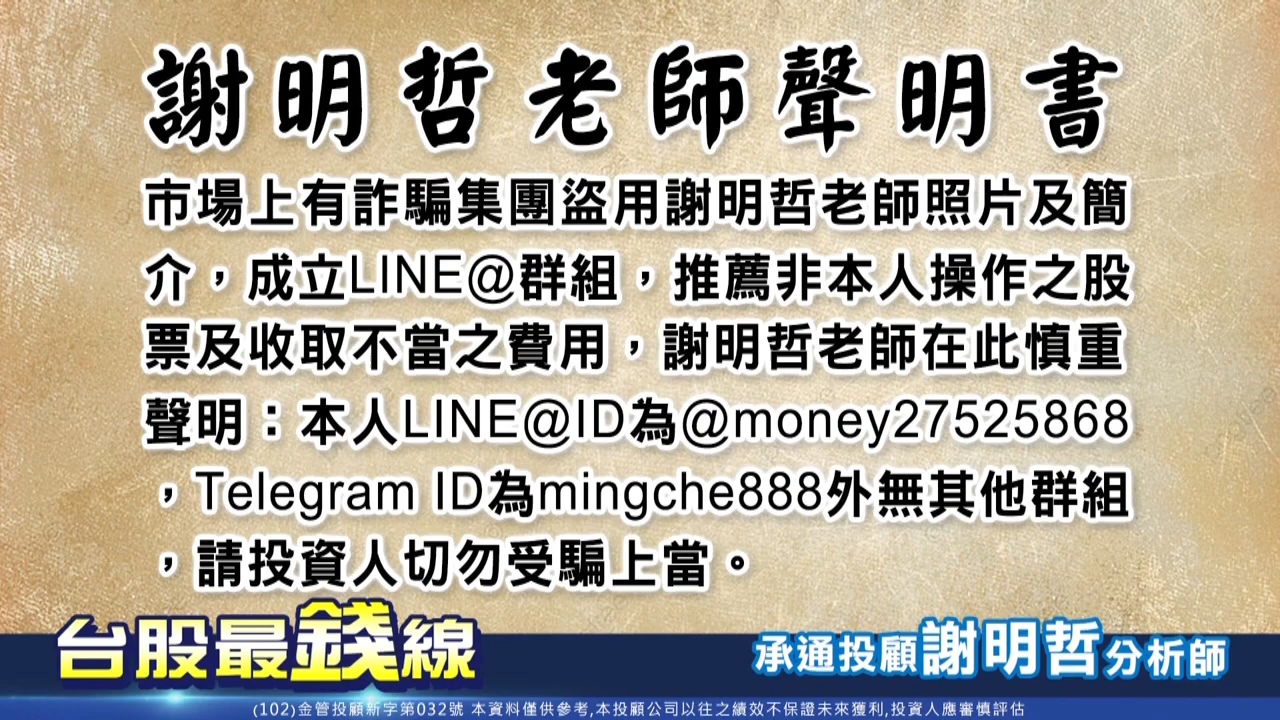 謝明哲老師聲明書
市場上有詐騙集團盜用謝明哲老師照片及簡
介，成立LINE@群組，推薦非本人操作之股
票及收取不當之費用，謝明哲老師在此慎重
聲明：本人LINE@ID為@money27525868
，Telegram ID為mingche888外無其他群組
，請投資人切勿受騙上當。
台股最錢線
承通投顧謝明哲分析師
(102)金管投顧新字第032號 本資料僅供參考,本投顧公司以往之績效不保證未來獲利,投資人應審慎評估